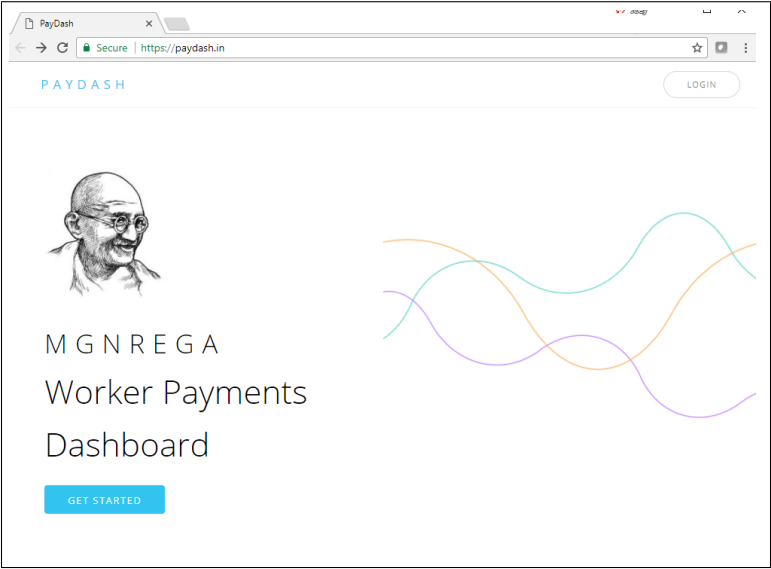 PayDash
Secure
https://paydash.in
PAYDASH
LOGIN
MGNREGA
Worker Payments
Dashboard
GET STARTED